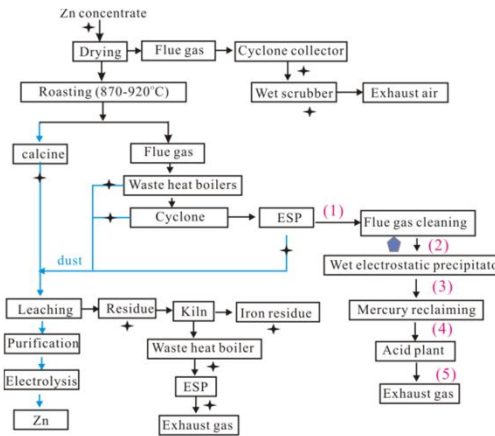 Zn concentrate
Drying
Flue gas
Cyclone collector
Roasting (870-920°C)
Wet scrubber
Exhaust air
calcine
Flue gas
Waste heat boilers
Cyclone
ESP
(1)
Flue gas cleaning
(2)
dust
Wet electrostatic precipitato
(3)
Leaching
Residue
Kiln
Iron residue
Mercury reclaiming
(4)
Purification
Waste heat boiler
Acid plant
(5)
Electrolysis
ESP
Exhaust gas
Zn
Exhaust gas